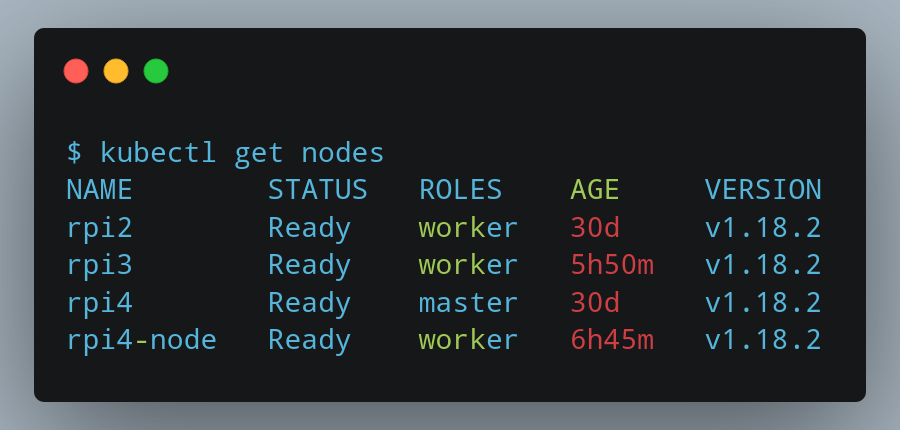 $ kubectl get nodes
NAME        STATUS   ROLES    AGE     VERSION
rpi2        Ready    worker   30d     v1.18.2
rpi3        Ready    worker   5h50m   v1.18.2
rpi4        Ready    master   30d     v1.18.2
rpi4-node   Ready    worker   6h45m   v1.18.2